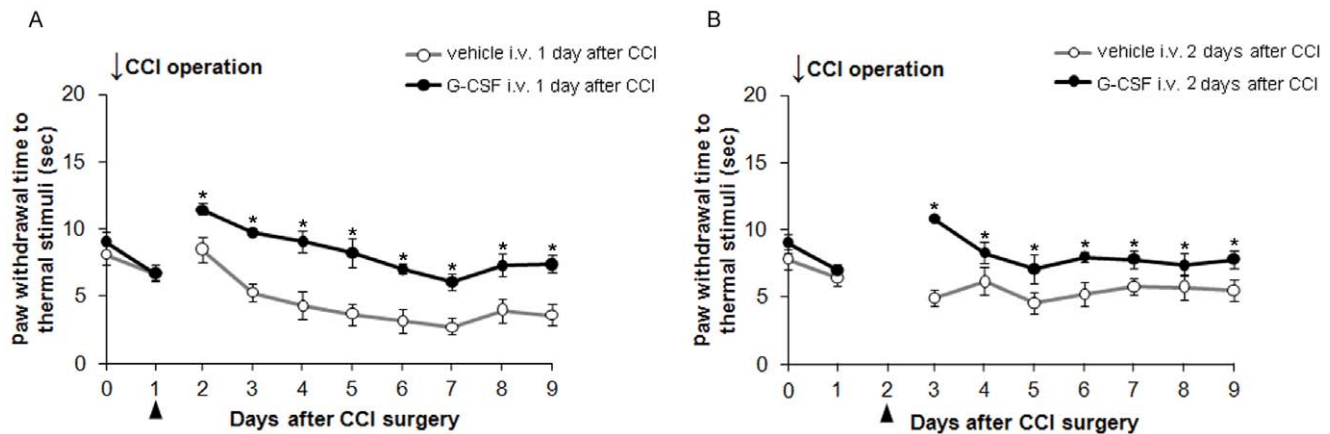 A
↓CCI operation
vehicle i.v. 1 day after CCI
G-CSF i.v. 1 day after CCI
Paw withdrawal time to
thermal stimuli (sec)
20
15
10
5
0
* * * * * * * *
0 1 2 3 4 5 6 7 8 9
Days after CCI surgery
B
↓CCI operation
vehicle i.v. 2 days after CCI
G-CSF i.v. 2 days after CCI
Paw withdrawal time to
thermal stimuli (sec)
20
15
10
5
0
* * * * * * *
0 1 2 3 4 5 6 7 8 9
Days after CCI surgery